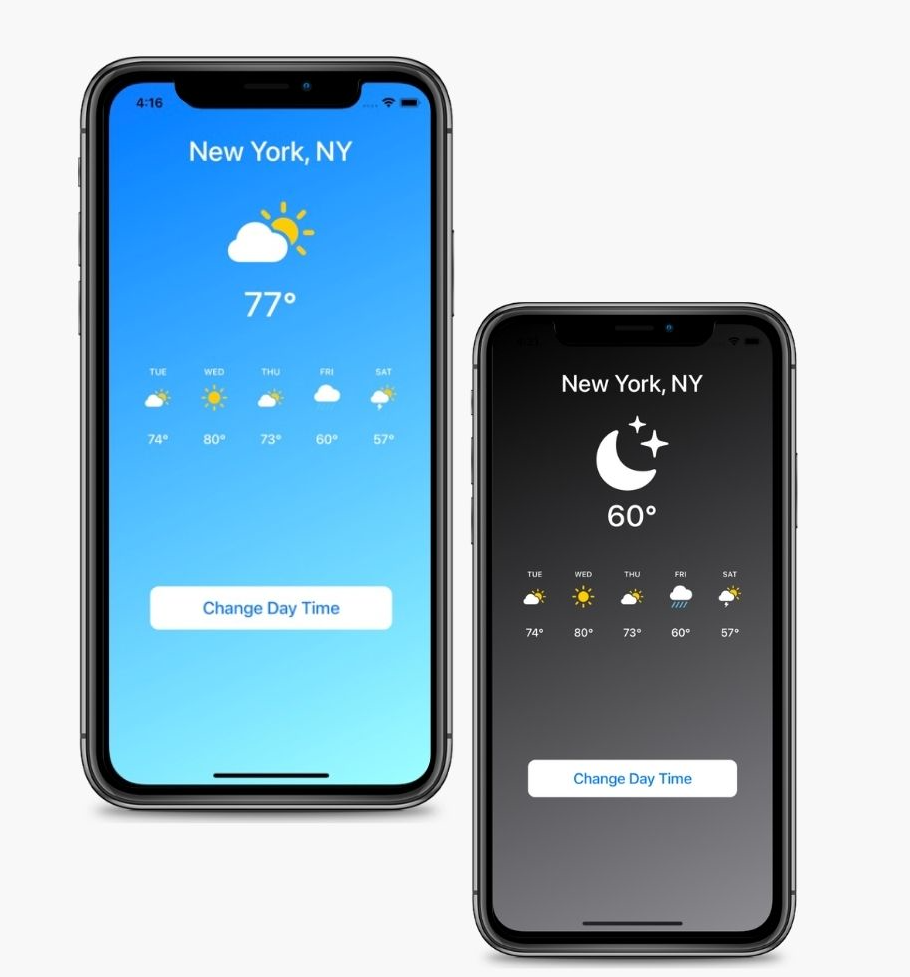 4:16
New York, NY
77°
TUE WED THU FRI SAT
74° 80° 73° 60° 57°
Change Day Time
New York, NY
60°
TUE WED THU FRI SAT
74° 80° 73° 60° 57°
Change Day Time